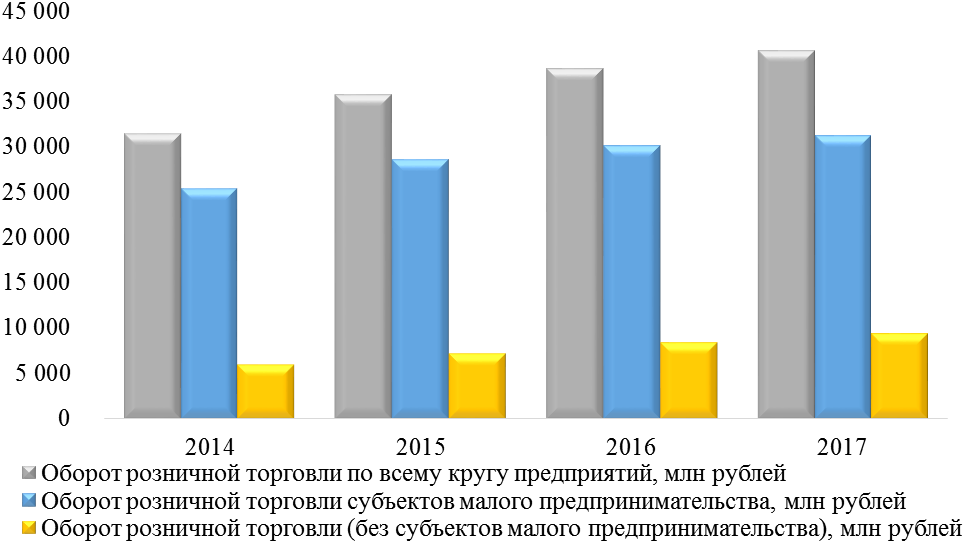 45 000
40 000
35 000
30 000
25 000
20 000
15 000
10 000
5 000
0
2014 2015 2016 2017
Оборот розничной торговли по всему кругу предприятий, млн рублей
Оборот розничной торговли субъектов малого предпринимательства, млн рублей
Оборот розничной торговли (без субъектов малого предпринимательства), млн рублей